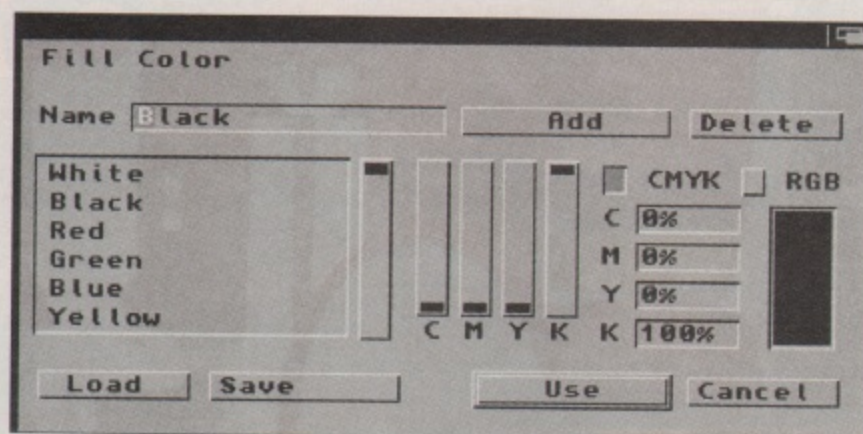 Fill Color
Name Black Add Delete
White
Black
Red
Green
Blue
Yellow
C M Y K
CMYK RGB
C 0%
M 0%
Y 0%
K 100%
Load Save Use Cancel